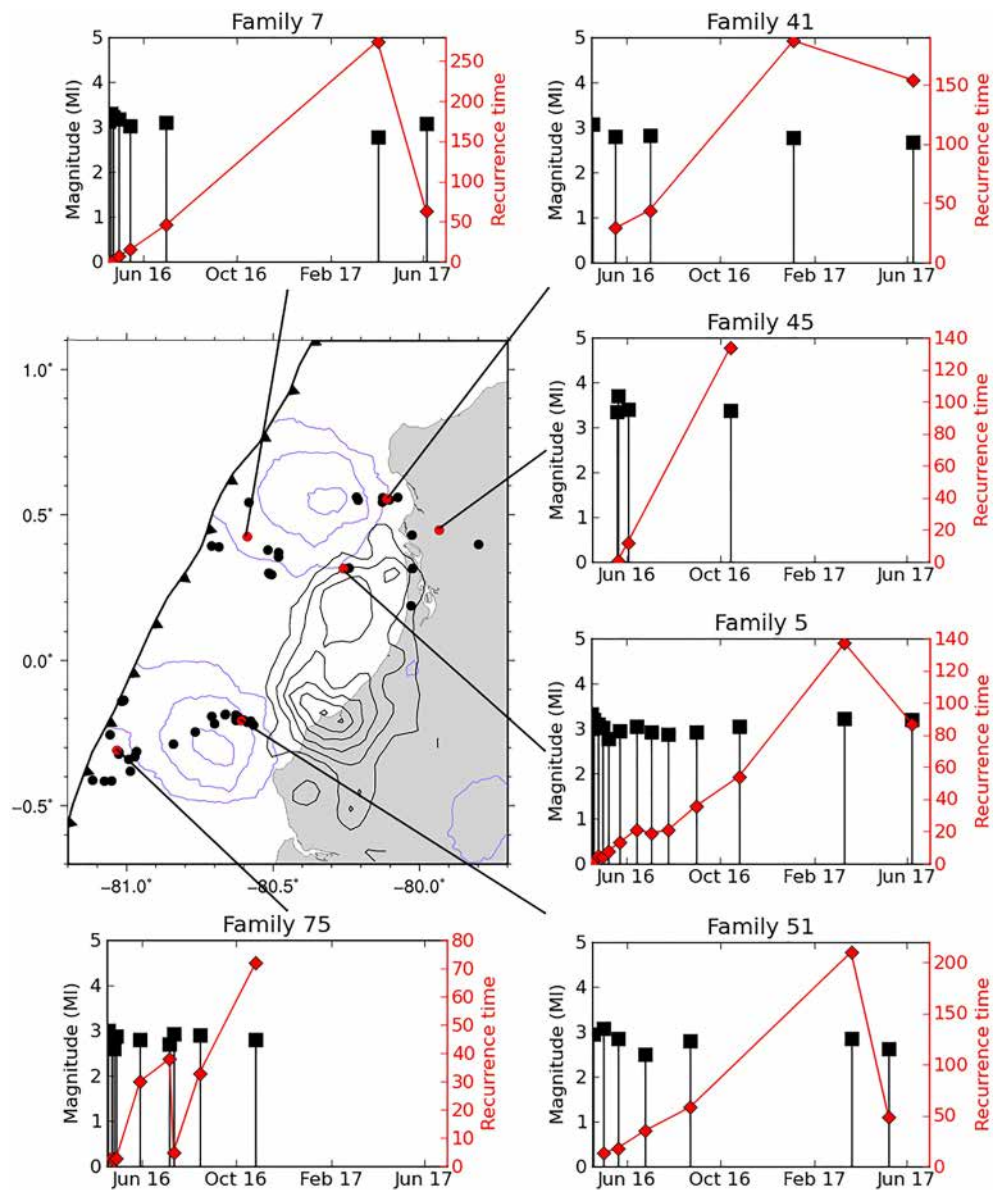 Family 7
5
4
3
2
1
0
Magnitude (Ml)
Jun 16
Oct 16
Feb 17
Jun 17
250
200
150
100
50
0
Recurrence time
Family 41
5
4
3
2
1
0
Magnitude (Ml)
Jun 16
Oct 16
Feb 17
Jun 17
150
100
50
0
Recurrence time
1.0°
0.5°
0.0°
−0.5°
−81.0°
−80.5°
−80.0°
Family 45
5
4
3
2
1
0
Magnitude (Ml)
Jun 16
Oct 16
Feb 17
Jun 17
140
120
100
80
60
40
20
0
Recurrence time
Family 5
5
4
3
2
1
0
Magnitude (Ml)
Jun 16
Oct 16
Feb 17
Jun 17
140
120
100
80
60
40
20
0
Recurrence time
Family 75
5
4
3
2
1
0
Magnitude (Ml)
Jun 16
Oct 16
Feb 17
Jun 17
80
70
60
50
40
30
20
10
0
Recurrence time
Family 51
5
4
3
2
1
0
Magnitude (Ml)
Jun 16
Oct 16
Feb 17
Jun 17
200
150
100
50
0
Recurrence time